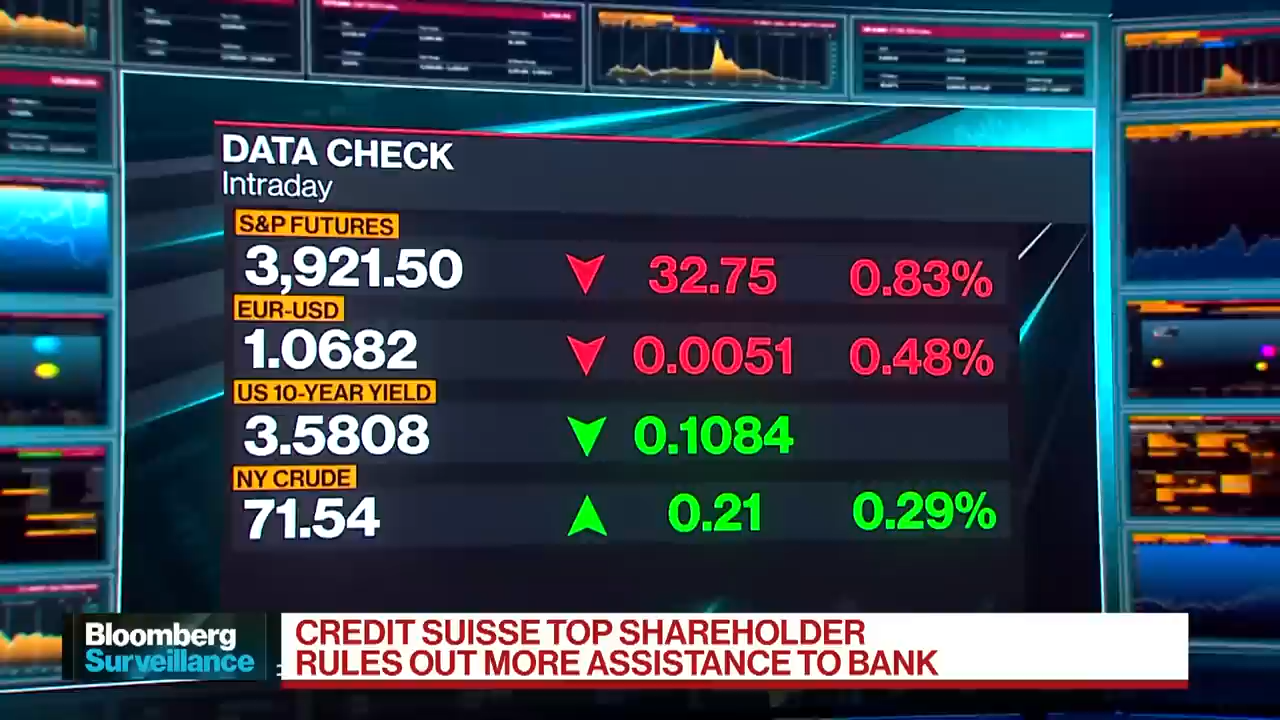 DATA CHECK
Intraday
S&P FUTURES
3,921.50 ▼ 32.75 0.83%
EUR-USD
1.0682 ▼ 0.0051 0.48%
US 10-YEAR YIELD
3.5808 ▼ 0.1084
NY CRUDE
71.54 ▲ 0.21 0.29%
Bloomberg
Surveillance
CREDIT SUISSE TOP SHAREHOLDER
RULES OUT MORE ASSISTANCE TO BANK